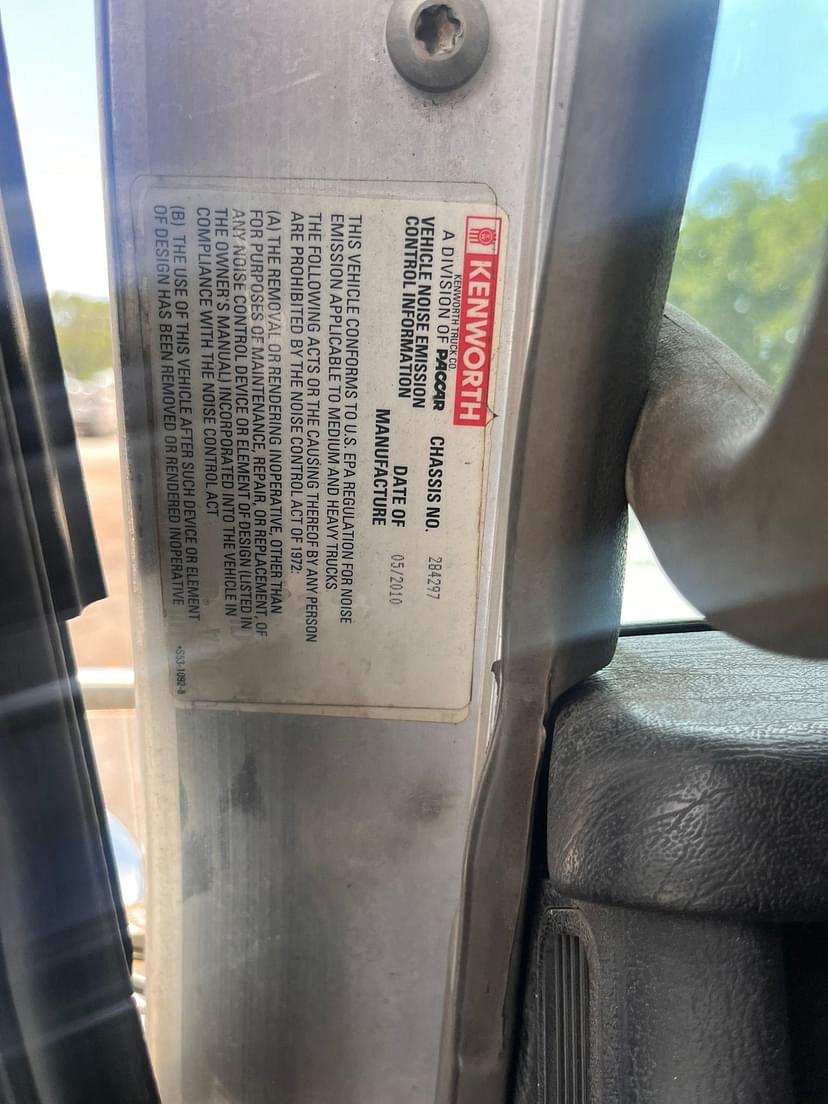 KENWORTH
KENWORTH TRUCK CO.
A DIVISION OF PACCAR
VEHICLE NOISE EMISSION
CONTROL INFORMATION
CHASSIS NO. 284297
DATE OF
MANUFACTURE
05/2010
THIS VEHICLE CONFORMS TO U.S. EPA REGULATION FOR NOISE
EMISSION APPLICABLE TO MEDIUM AND HEAVY TRUCKS
THE FOLLOWING ACTS OR THE CAUSING THEREOF BY ANY PERSON
ARE PROHIBITED BY THE NOISE CONTROL ACT OF 1972:
(A) THE REMOVAL OR RENDERING INOPERATIVE, OTHER THAN
FOR PURPOSES OF MAINTENANCE, REPAIR, OR REPLACEMENT, OF
ANY NOISE CONTROL DEVICE OR ELEMENT OF DESIGN (LISTED IN
THE OWNER'S MANUAL) INCORPORATED INTO THE VEHICLE IN
COMPLIANCE WITH THE NOISE CONTROL ACT
(B) THE USE OF THIS VEHICLE AFTER SUCH DEVICE OR ELEMENT
OF DESIGN HAS BEEN REMOVED OR RENDERED INOPERATIVE
•S53-1092-8